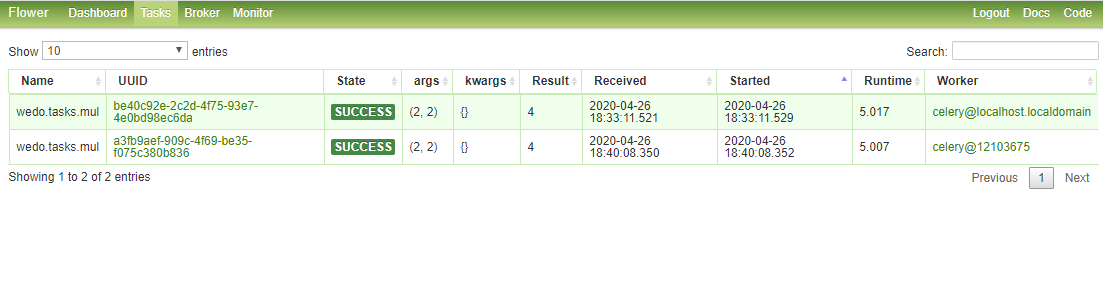 Flower Dashboard Tasks Broker Monitor Logout Docs Code
Show 10 entries Search:
Name UUID State args kwargs Result Received Started Runtime Worker
wedo.tasks.mul be40c92e-2c2d-4f75-93e7-4e0bd98ec6da SUCCESS (2, 2) {} 4 2020-04-26 18:33:11.521 2020-04-26 18:33:11.529 5.017 celery@localhost.localdomain
wedo.tasks.mul a3fb9aef-909c-4f69-be35-f075c380b836 SUCCESS (2, 2) {} 4 2020-04-26 18:40:08.350 2020-04-26 18:40:08.352 5.007 celery@12103675
Showing 1 to 2 of 2 entries Previous 1 Next